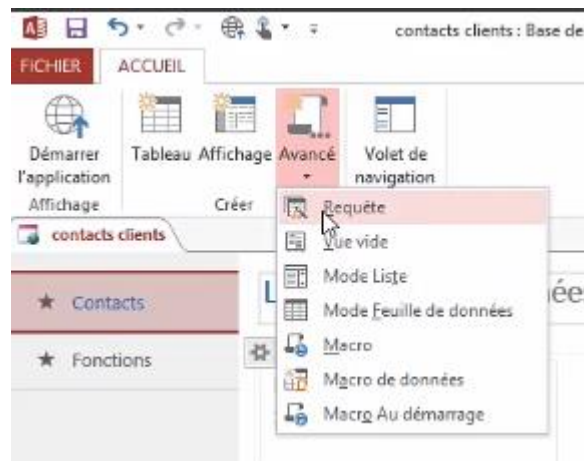 contacts clients : Base de
FICHIER ACCUEIL
Démarrer l'application
Tableau
Affichage
Avancé
Volet de navigation
Affichage
Créer
contacts clients
Requête
Vue vide
Mode Liste
Mode Feuille de données
Macro
Macro de données
Macro Au démarrage
Contacts
Fonctions
L
ées